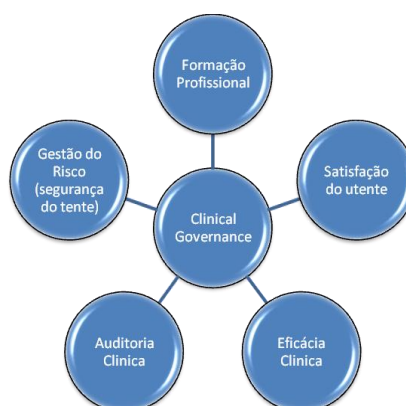 Formação
Profissional
Gestão do
Risco
(segurança
do tente)
Satisfação
do utente
Clinical
Governance
Auditoria
Clinica
Eficácia
Clinica